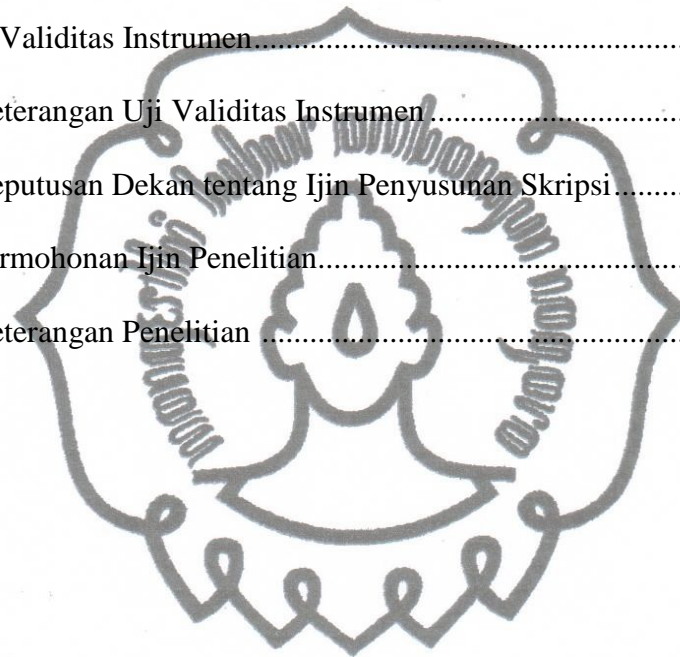 Validitas Instrumen............................................................
eterangan Uji Validitas Instrumen ....................................
eputusan Dekan tentang Ijin Penyusunan Skripsi.........
rmohonan Ijin Penelitian....................................................
eterangan Penelitian ..........................................................